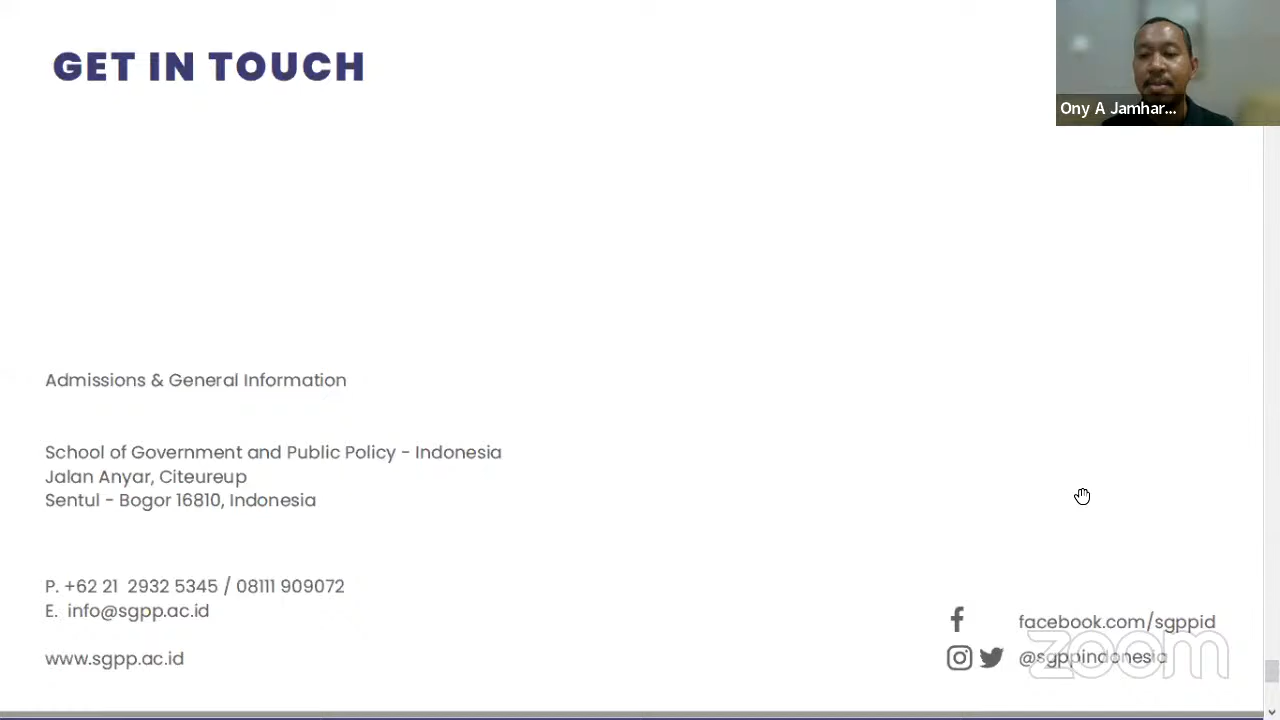 GET IN TOUCH
Ony A Jamhar...
Admissions & General Information
School of Government and Public Policy - Indonesia
Jalan Anyar, Citeureup
Sentul - Bogor 16810, Indonesia
P. +62 21 2932 5345 / 08111 909072
E. info@sgpp.ac.id
www.sgpp.ac.id
facebook.com/sgppid
@sgppindonesia
zoom